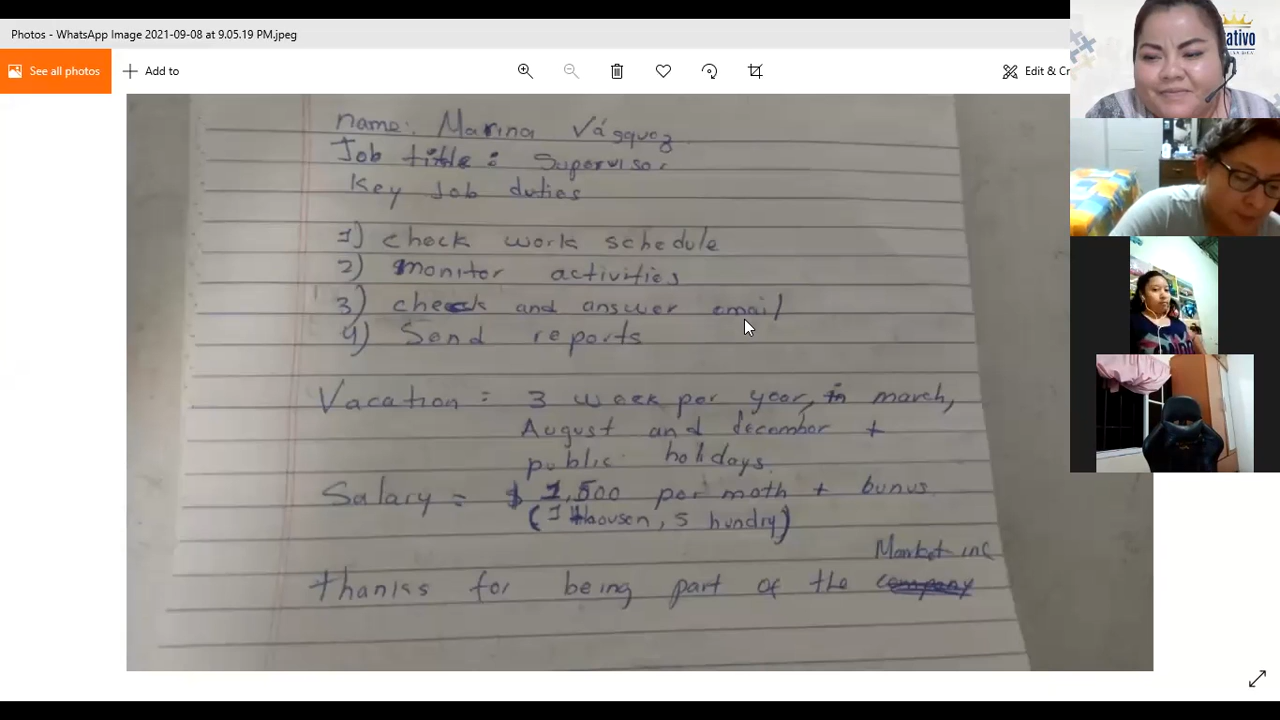 Photos - WhatsApp Image 2021-09-08 at 9.05.19 PM.jpeg
See all photos
Add to
Edit & Cr
ativo
name: Marina Vásquez
Job title: Supervisor
Key Job duties
1) check work schedule
2) monitor activities
3) check and answer email
4) Send reports
Vacation = 3 week per year, in march,
August and december +
public holidays.
Salary = $ 1,500 per moth + bunus
(1 thousen, 5 hundry)
Market inc
thanks for being part of the company